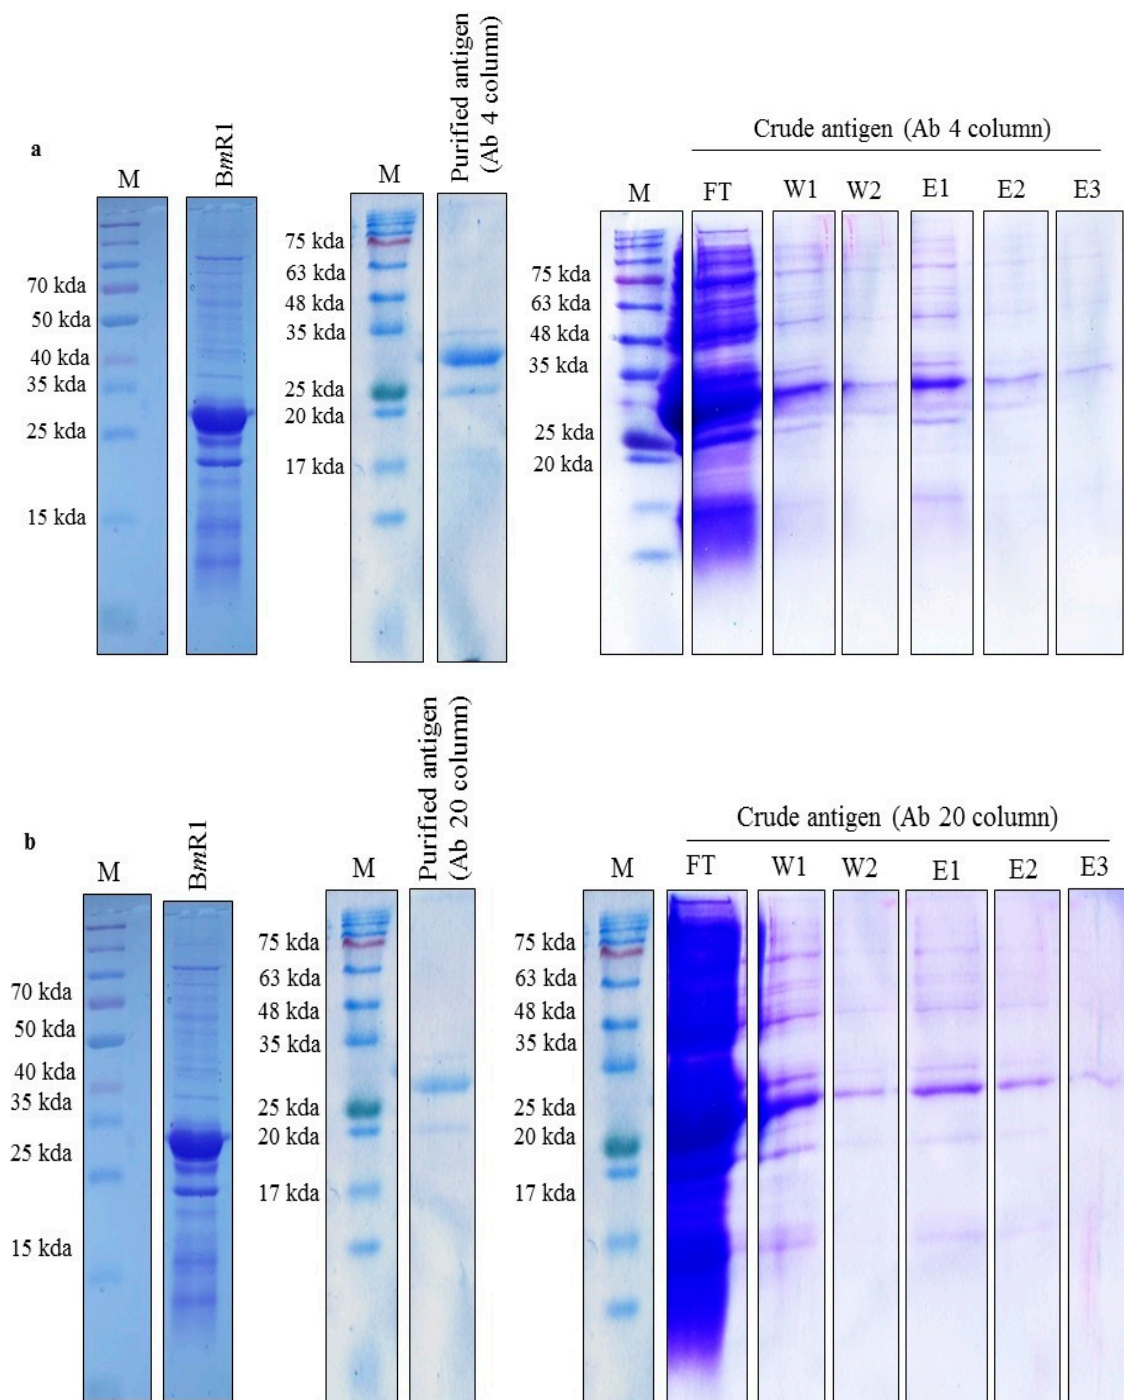 a
M
BmR1
70 kda
50 kda
40 kda
35 kda
25 kda
15 kda
M
Purified antigen
(Ab 4 column)
75 kda
63 kda
48 kda
35 kda
25 kda
20 kda
17 kda
Crude antigen (Ab 4 column)
M FT W1 W2 E1 E2 E3
75 kda
63 kda
48 kda
35 kda
25 kda
20 kda
b
M
BmR1
70 kda
50 kda
40 kda
35 kda
25 kda
15 kda
M
Purified antigen
(Ab 20 column)
75 kda
63 kda
48 kda
35 kda
25 kda
20 kda
17 kda
Crude antigen (Ab 20 column)
M FT W1 W2 E1 E2 E3
75 kda
63 kda
48 kda
35 kda
25 kda
20 kda
17 kda